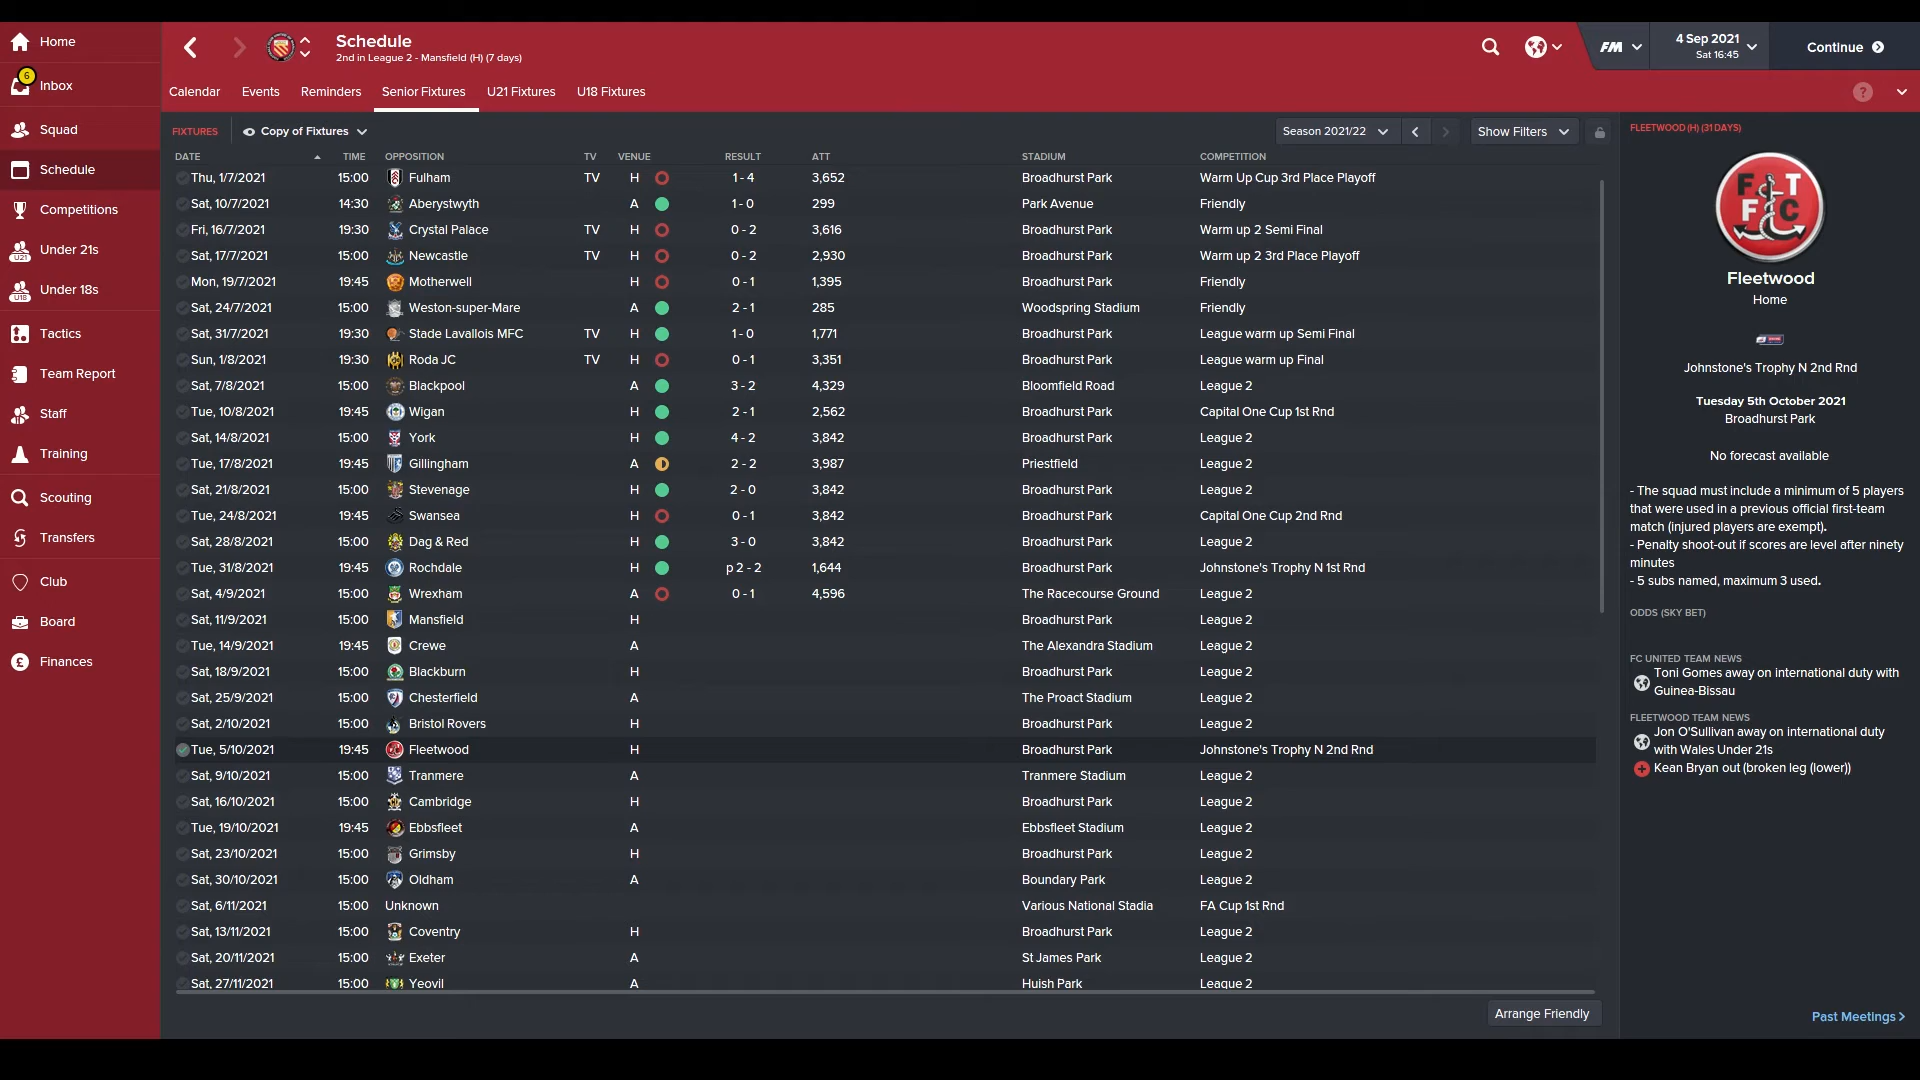 Home
6
Inbox
Squad
Schedule
Competitions
U21
Under 21s
U18
Under 18s
Tactics
Team Report
Staff
Training
Scouting
Transfers
Club
Board
£
Finances
Schedule
2nd in League 2 - Mansfield (H) (7 days)
FM
4 Sep 2021
Sat 16:45
Continue
Calendar Events Reminders Senior Fixtures U21 Fixtures U18 Fixtures
?
FIXTURES Copy of Fixtures Season 2021/22 Show Filters
DATE TIME OPPOSITION TV VENUE RESULT ATT STADIUM COMPETITION
Thu, 1/7/2021 15:00 Fulham TV H 1 - 4 3,652 Broadhurst Park Warm Up Cup 3rd Place Playoff
Sat, 10/7/2021 14:30 Aberystwyth A 1 - 0 299 Park Avenue Friendly
Fri, 16/7/2021 19:30 Crystal Palace TV H 0 - 2 3,616 Broadhurst Park Warm up 2 Semi Final
Sat, 17/7/2021 15:00 Newcastle TV H 0 - 2 2,930 Broadhurst Park Warm up 2 3rd Place Playoff
Mon, 19/7/2021 19:45 Motherwell H 0 - 1 1,395 Broadhurst Park Friendly
Sat, 24/7/2021 15:00 Weston-super-Mare A 2 - 1 285 Woodspring Stadium Friendly
Sat, 31/7/2021 19:30 Stade Lavallois MFC TV H 1 - 0 1,771 Broadhurst Park League warm up Semi Final
Sun, 1/8/2021 19:30 Roda JC TV H 0 - 1 3,351 Broadhurst Park League warm up Final
Sat, 7/8/2021 15:00 Blackpool A 3 - 2 4,329 Bloomfield Road League 2
Tue, 10/8/2021 19:45 Wigan H 2 - 1 2,562 Broadhurst Park Capital One Cup 1st Rnd
Sat, 14/8/2021 15:00 York H 4 - 2 3,842 Broadhurst Park League 2
Tue, 17/8/2021 19:45 Gillingham A 2 - 2 3,987 Priestfield League 2
Sat, 21/8/2021 15:00 Stevenage H 2 - 0 3,842 Broadhurst Park League 2
Tue, 24/8/2021 19:45 Swansea H 0 - 1 3,842 Broadhurst Park Capital One Cup 2nd Rnd
Sat, 28/8/2021 15:00 Dag & Red H 3 - 0 3,842 Broadhurst Park League 2
Tue, 31/8/2021 19:45 Rochdale H p 2 - 2 1,644 Broadhurst Park Johnstone's Trophy N 1st Rnd
Sat, 4/9/2021 15:00 Wrexham A 0 - 1 4,596 The Racecourse Ground League 2
Sat, 11/9/2021 15:00 Mansfield H Broadhurst Park League 2
Tue, 14/9/2021 19:45 Crewe A The Alexandra Stadium League 2
Sat, 18/9/2021 15:00 Blackburn H Broadhurst Park League 2
Sat, 25/9/2021 15:00 Chesterfield A The Proact Stadium League 2
Sat, 2/10/2021 15:00 Bristol Rovers H Broadhurst Park League 2
Tue, 5/10/2021 19:45 Fleetwood H Broadhurst Park Johnstone's Trophy N 2nd Rnd
Sat, 9/10/2021 15:00 Tranmere A Tranmere Stadium League 2
Sat, 16/10/2021 15:00 Cambridge H Broadhurst Park League 2
Tue, 19/10/2021 19:45 Ebbsfleet A Ebbsfleet Stadium League 2
Sat, 23/10/2021 15:00 Grimsby H Broadhurst Park League 2
Sat, 30/10/2021 15:00 Oldham A Boundary Park League 2
Sat, 6/11/2021 15:00 Unknown Various National Stadia FA Cup 1st Rnd
Sat, 13/11/2021 15:00 Coventry H Broadhurst Park League 2
Sat, 20/11/2021 15:00 Exeter A St James Park League 2
Sat, 27/11/2021 15:00 Yeovil A Huish Park League 2
Arrange Friendly
FLEETWOOD (H) (31 DAYS)
F T
F C
Fleetwood
Home
Johnstone's Trophy N 2nd Rnd
Tuesday 5th October 2021
Broadhurst Park
No forecast available
- The squad must include a minimum of 5 players
that were used in a previous official first-team
match (injured players are exempt).
- Penalty shoot-out if scores are level after ninety
minutes
- 5 subs named, maximum 3 used.
ODDS (SKY BET)
FC UNITED TEAM NEWS
Toni Gomes away on international duty with
Guinea-Bissau
FLEETWOOD TEAM NEWS
Jon O'Sullivan away on international duty
with Wales Under 21s
Kean Bryan out (broken leg (lower))
Past Meetings